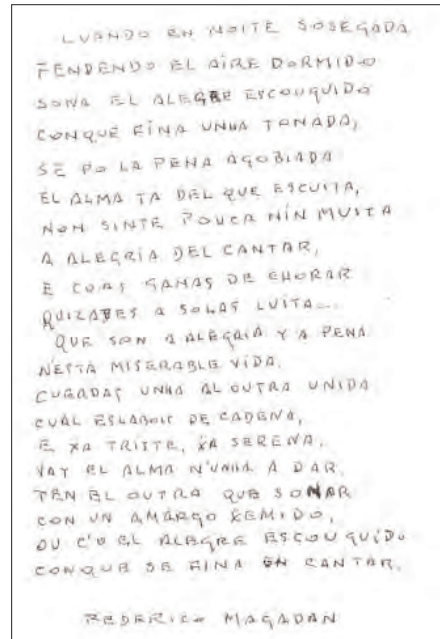 LUANDO EN NOITE SOSEGADA
FENDENDO EL AIRE DORMIDO
SONA EL ALEGRE ESCOUQUIDO
CONQUE FINA UNHA TONADA,
SE PO LA PENA AGOBIADA
EL ALMA TA DEL QUE ESCUITA,
NON SINTE POUCA NIN MUITA
A ALEGRIA DEL CANTAR,
E COAS GANAS DE CHORAR
QUIZABES A SOLAS LUITA...
QUE SON A ALEGRIA Y A PENA
NESTA MISERABLE VIDA.
CUGADAS UNHA AL OUTRA UNIDA
CUAL ESLABOIS DE CADENA,
E XA TRISTE, XA SERENA,
VAY EL ALMA N'UNHA A DAR.
TEN EL OUTRA QUE SONAR
CON UN AMARGO XEMIDO,
OU C'O EL ALEGRE ESCOUQUIDO
CONQUE SE FINA EN CANTAR.
FEDERICO MAGADAN